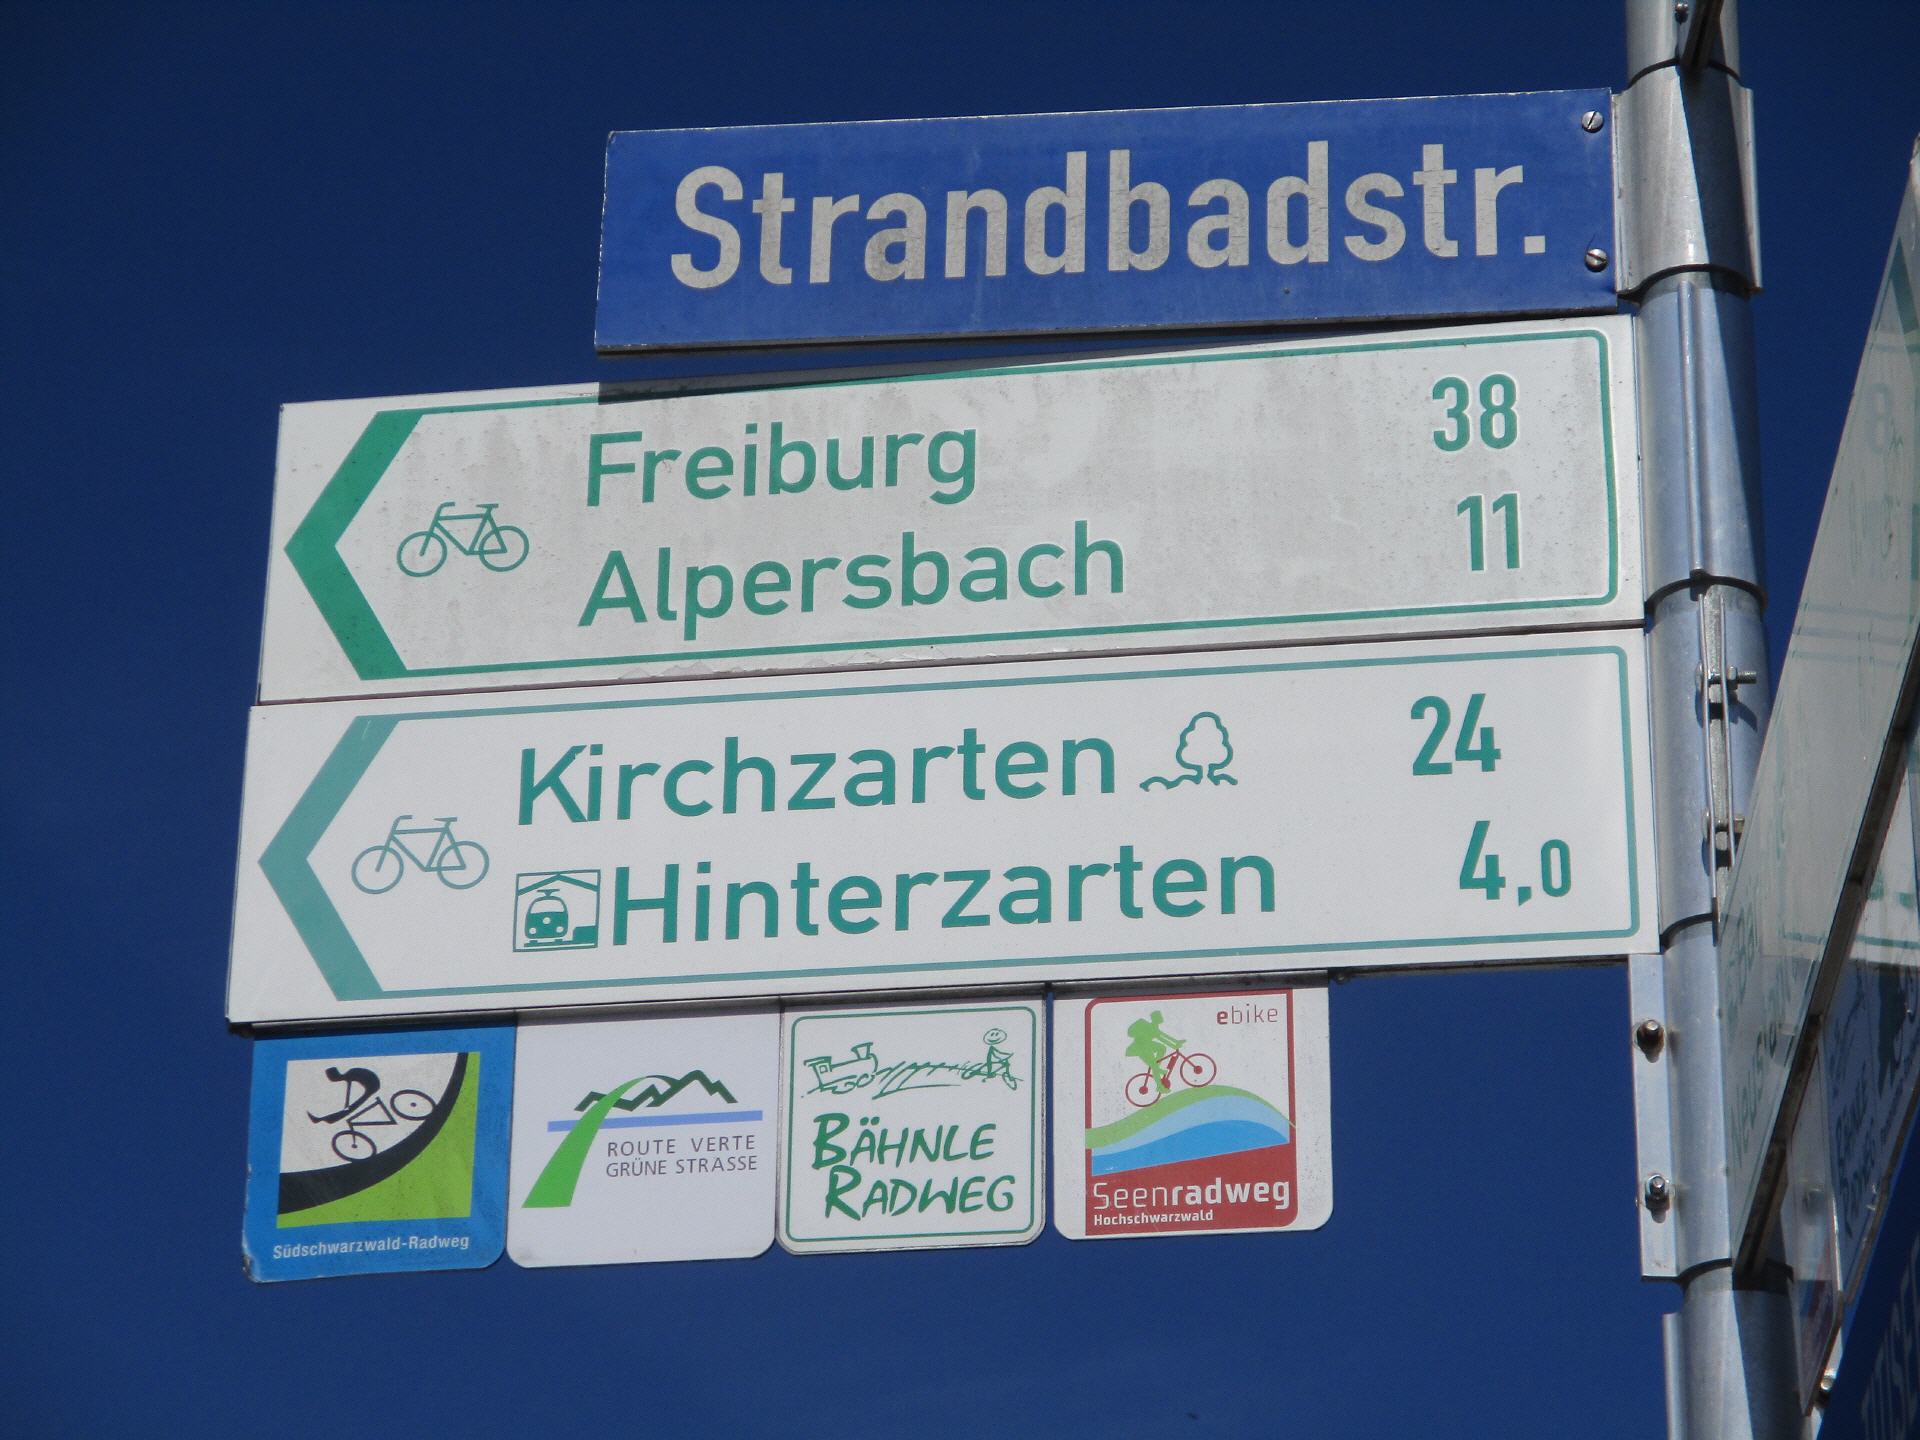 Strandbadstr.
Freiburg 38
Alpersbach 11
Kirchzarten 24
Hinterzarten 4,0
Südschwarzwald-Radweg
ROUTE VERTE
GRÜNE STRASSE
BÄHNLE
RADWEG
ebike
Seenradweg
Hochschwarzwald